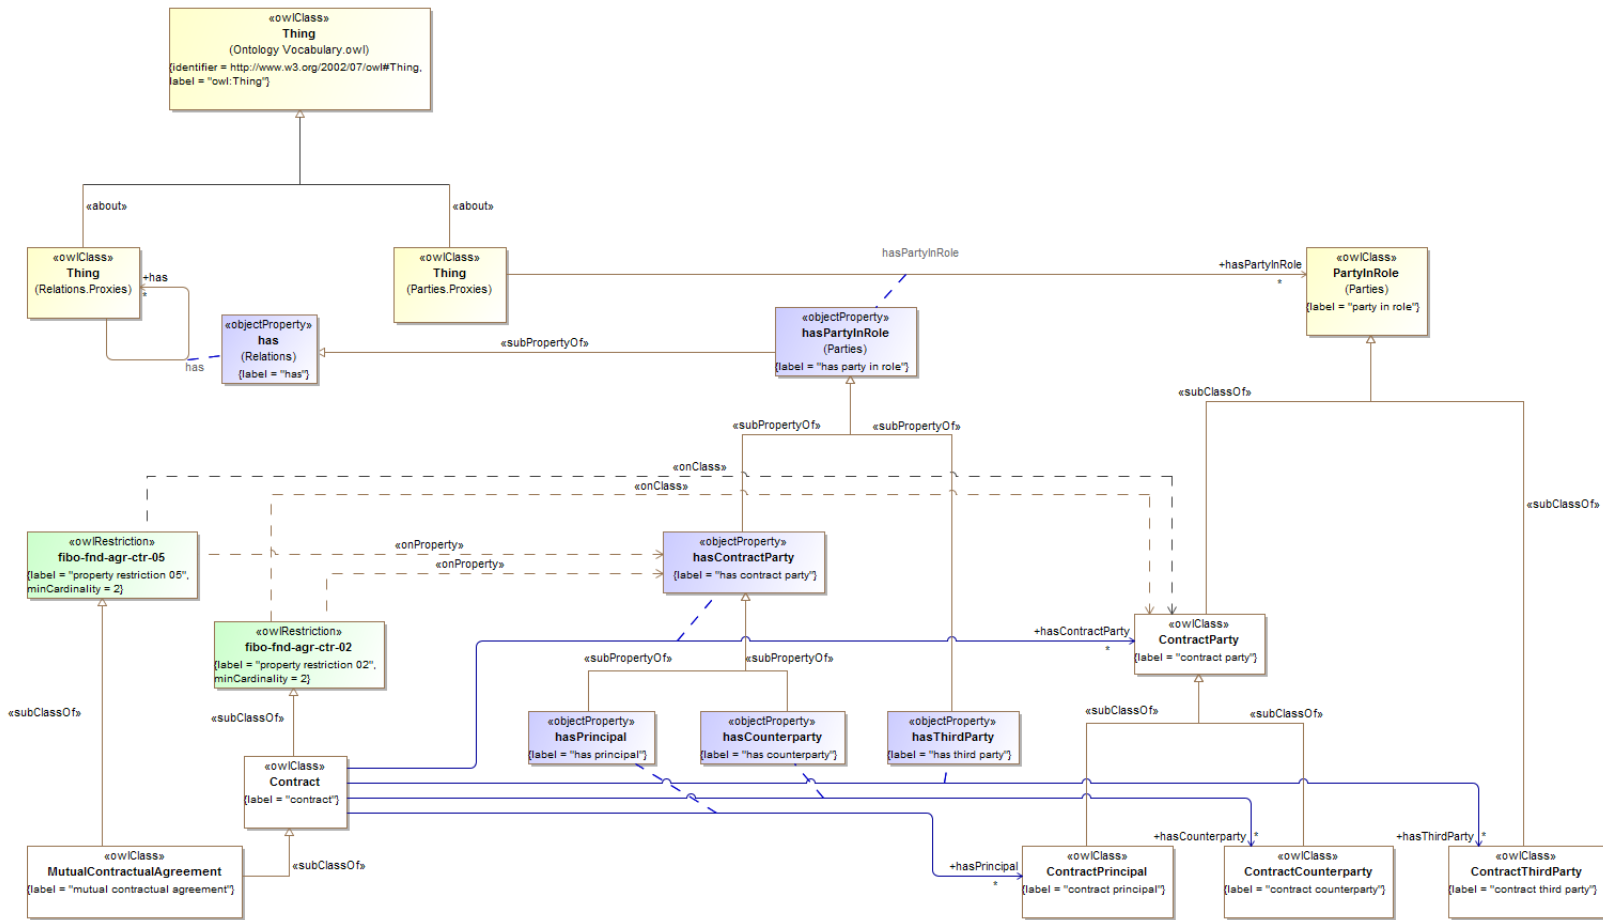 «owlClass»
Thing
(Ontology Vocabulary.owl)
{identifier = http://www.w3.org/2002/07/owl#Thing,
label = "owl:Thing"}
«about»
«about»
«owlClass»
Thing
(Relations.Proxies)
+has
*
has
«owlClass»
Thing
(Parties.Proxies)
hasPartyInRole
+hasPartyInRole
*
«owlClass»
PartyInRole
(Parties)
{label = "party in role"}
«objectProperty»
has
(Relations)
{label = "has"}
«subPropertyOf»
«objectProperty»
hasPartyInRole
(Parties)
{label = "has party in role"}
«subClassOf»
«subPropertyOf»
«subPropertyOf»
«onClass»
«onClass»
«subClassOf»
«owlRestriction»
fibo-fnd-agr-ctr-05
{label = "property restriction 05",
minCardinality = 2}
«onProperty»
«onProperty»
«objectProperty»
hasContractParty
{label = "has contract party"}
«owlRestriction»
fibo-fnd-agr-ctr-02
{label = "property restriction 02",
minCardinality = 2}
+hasContractParty
*
«owlClass»
ContractParty
{label = "contract party"}
«subPropertyOf»
«subPropertyOf»
«subClassOf»
«subClassOf»
«subClassOf»
«subClassOf»
«objectProperty»
hasPrincipal
{label = "has principal"}
«objectProperty»
hasCounterparty
{label = "has counterparty"}
«objectProperty»
hasThirdParty
{label = "has third party"}
«owlClass»
Contract
{label = "contract"}
+hasCounterparty
*
+hasThirdParty
*
«owlClass»
MutualContractualAgreement
{label = "mutual contractual agreement"}
«subClassOf»
+hasPrincipal
*
«owlClass»
ContractPrincipal
{label = "contract principal"}
«owlClass»
ContractCounterparty
{label = "contract counterparty"}
«owlClass»
ContractThirdParty
{label = "contract third party"}